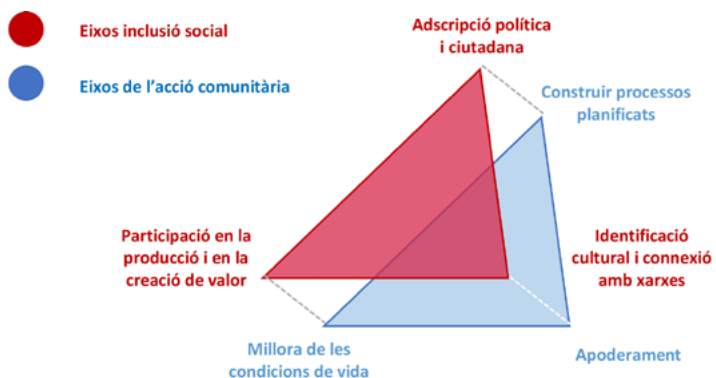 Eixos inclusió social
Eixos de l'acció comunitària
Adscripció política
i ciutadana
Construir processos
planificats
Participació en la
producció i en la
creació de valor
Identificació
cultural i connexió
amb xarxes
Millora de les
condicions de vida
Apoderament